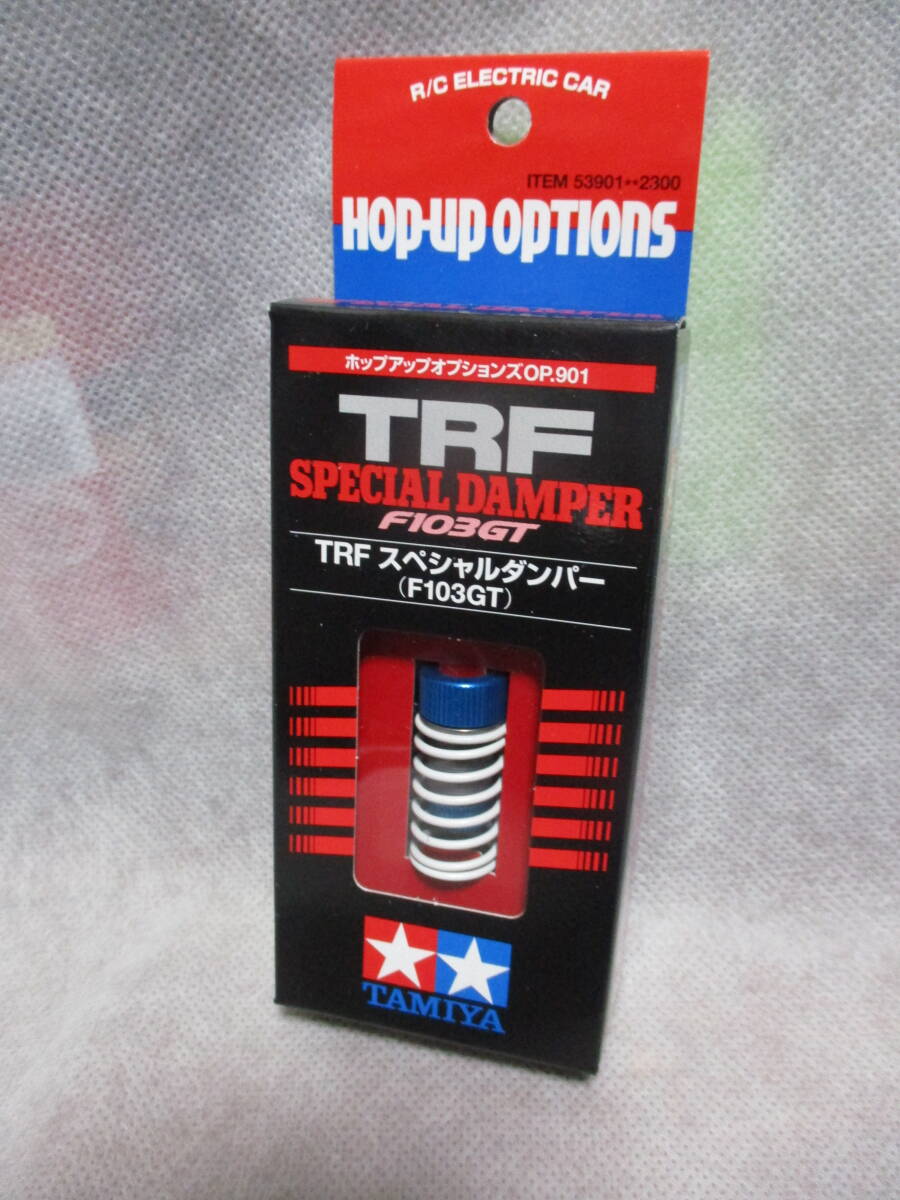 R/C ELECTRIC CAR
ITEM 53901**2300
HOP-UP OPTIONS
ホップアップオプションズOP.901
TRF
SPECIAL DAMPER
F103GT
TRF スペシャルダンパー
(F103GT)
TAMIYA